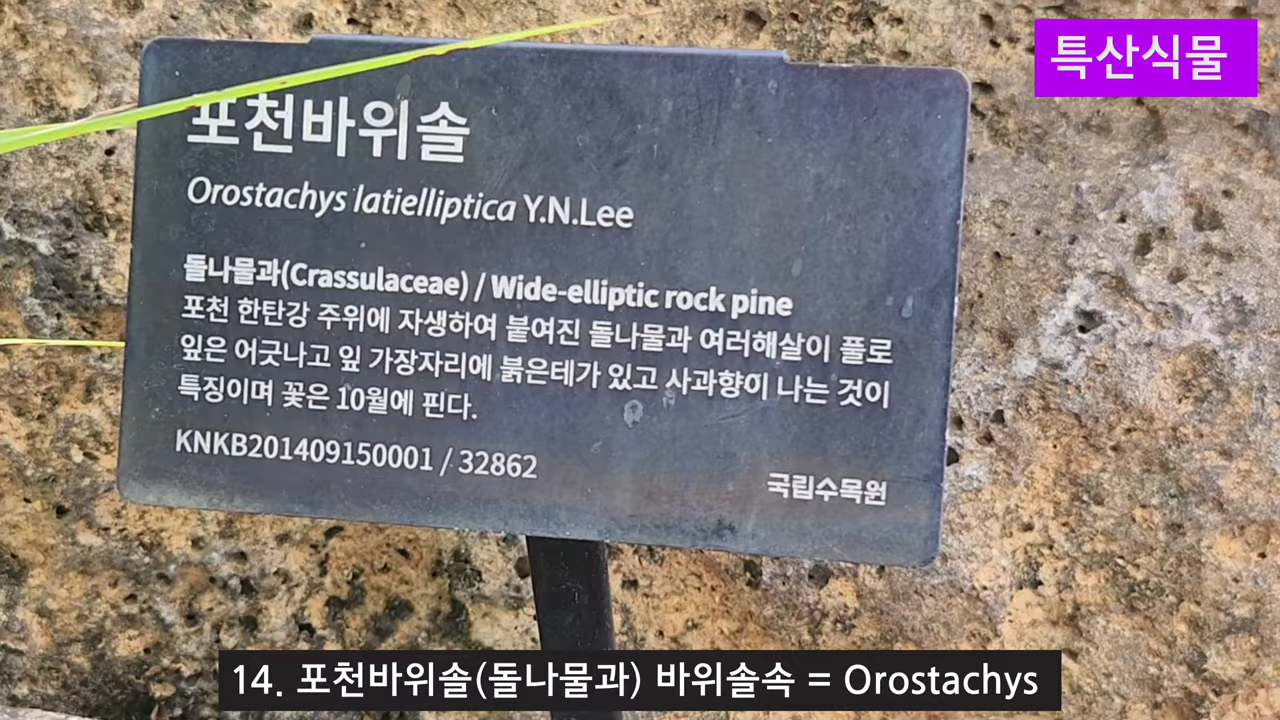 특산식물
포천바위솔
Orostachys latielliptica Y.N.Lee
돌나물과(Crassulaceae) / Wide-elliptic rock pine
포천 한탄강 주위에 자생하여 붙여진 돌나물과 여러해살이 풀로
잎은 어긋나고 잎 가장자리에 붉은테가 있고 사과향이 나는 것이
특징이며 꽃은 10월에 핀다.
KNKB201409150001 / 32862
국립수목원
14. 포천바위솔(돌나물과) 바위솔속 = Orostachys